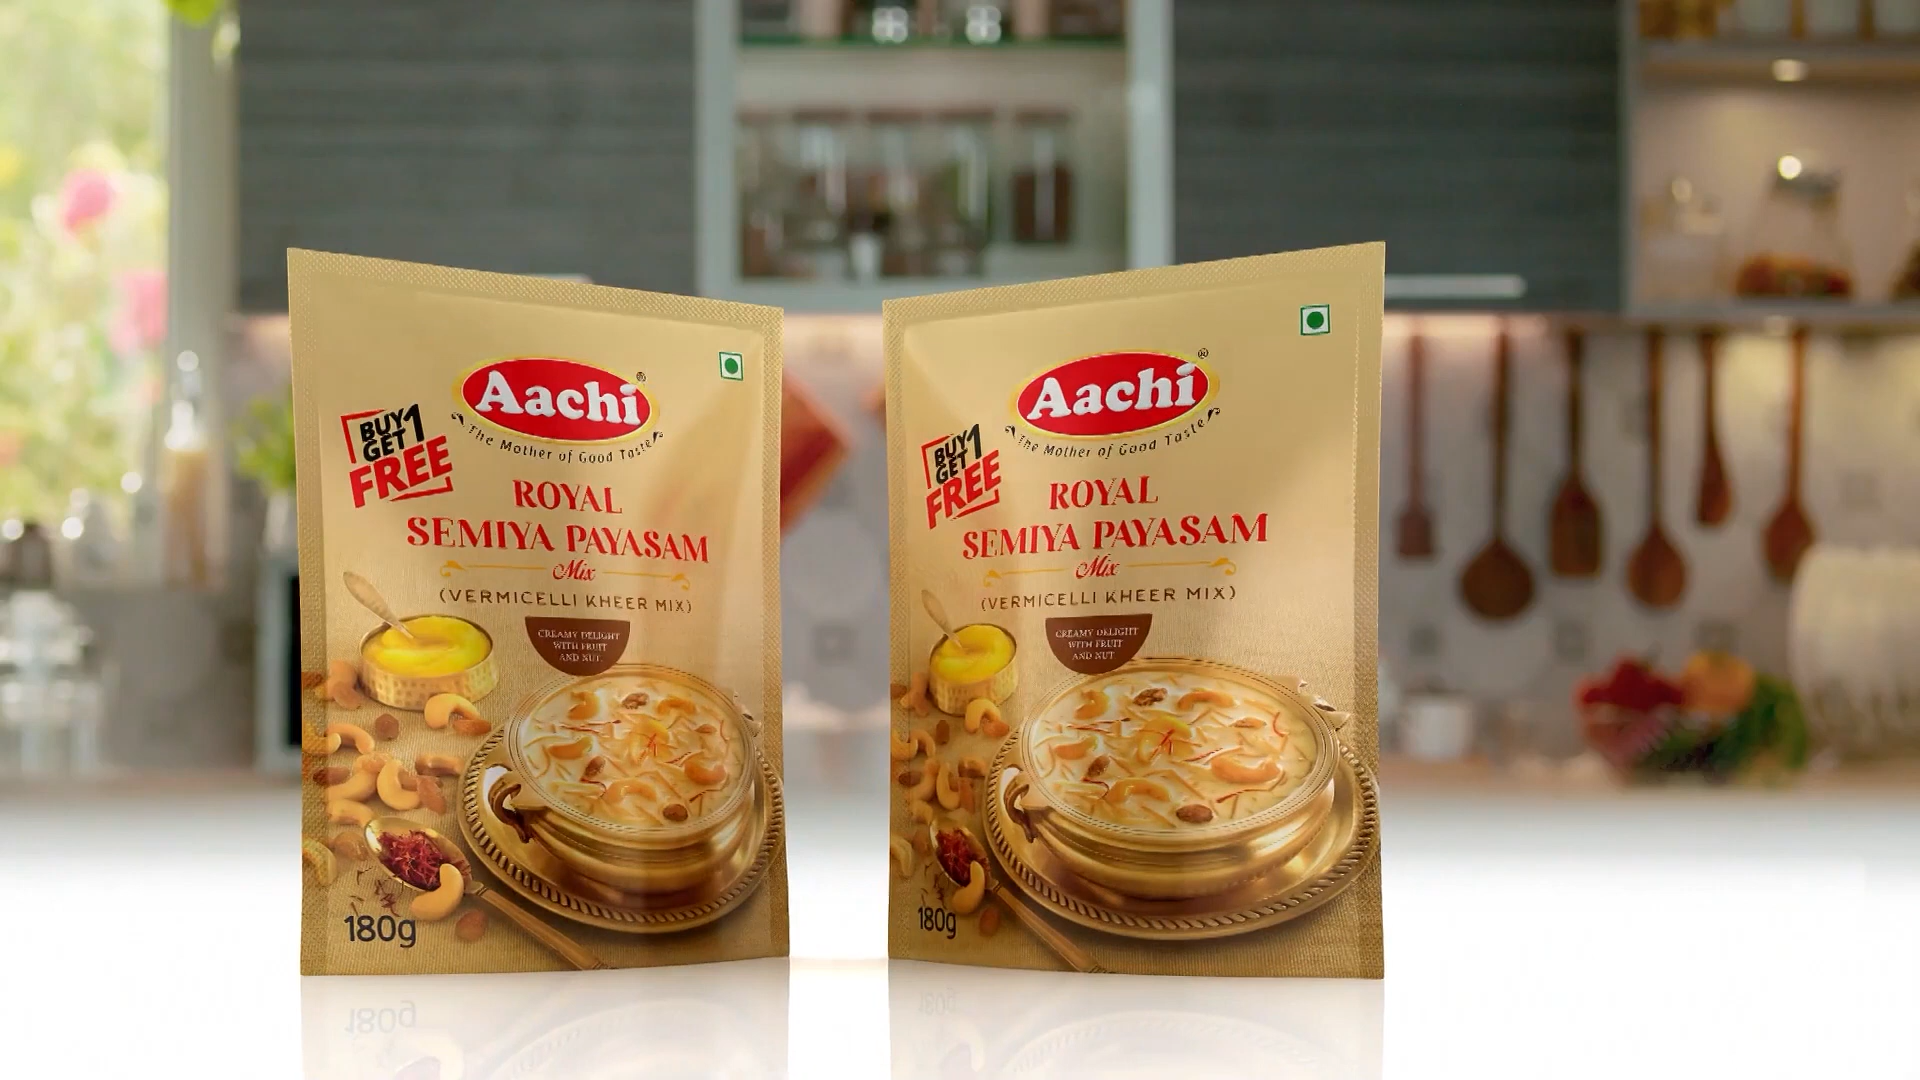 Aachi®
The Mother of Good Taste
BUY 1
GET
FREE
ROYAL
SEMIYA PAYASAM
Mix
(VERMICELLI KHEER MIX)
CREAMY DELIGHT
WITH FRUIT
AND NUT.
180g
Aachi®
The Mother of Good Taste
BUY 1
GET
FREE
ROYAL
SEMIYA PAYASAM
Mix
(VERMICELLI KHEER MIX)
CREAMY DELIGHT
WITH FRUIT
AND NUT.
180g